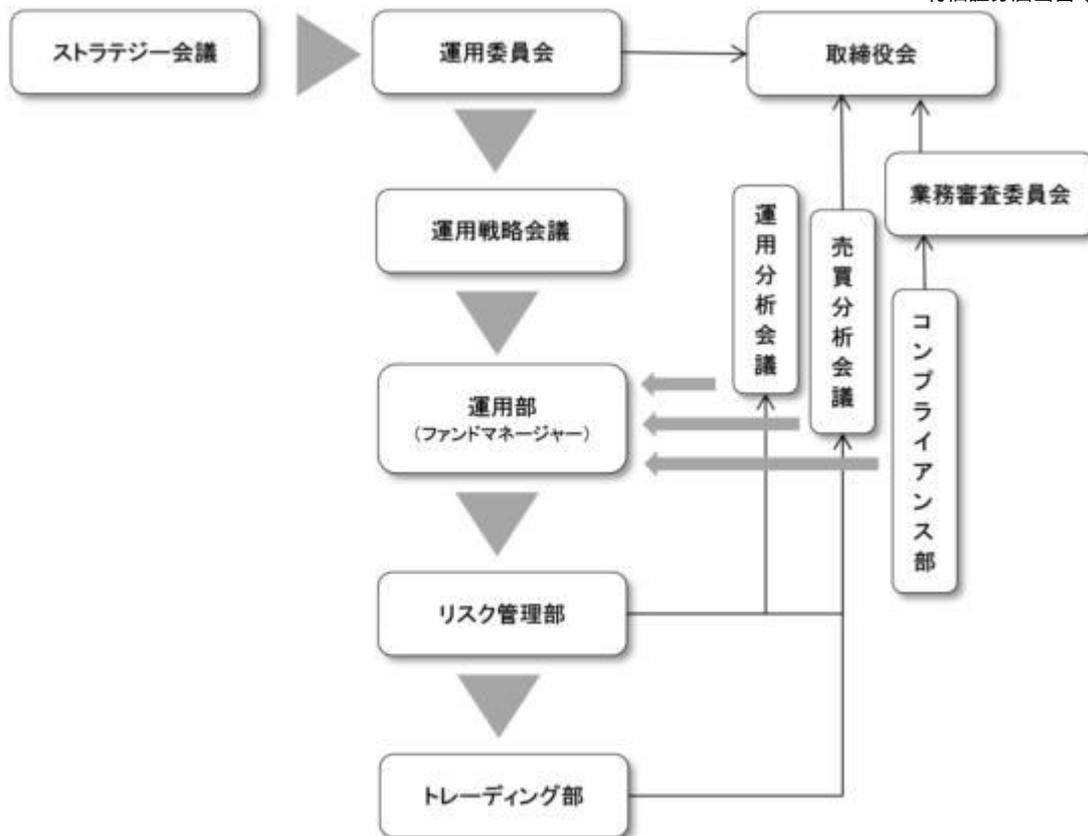 ストラテジー会議
運用委員会
取締役会
業務審査委員会
運用戦略会議
運用分析会議
売買分析会議
コンプライアンス部
運用部
(ファンドマネージャー)
リスク管理部
トレーディング部